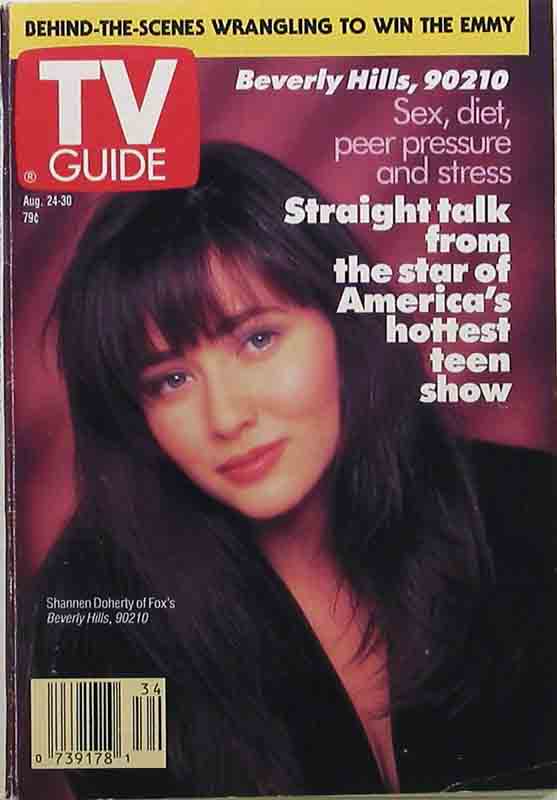 BEHIND-THE-SCENES WRANGLING TO WIN THE EMMY
TV
GUIDE
®
Aug. 24-30
79¢
Beverly Hills, 90210
Sex, diet,
peer pressure
and stress
Straight talk
from
the star of
America's
hottest
teen
show
Shannen Doherty of Fox's
Beverly Hills, 90210
34
0 739178 1